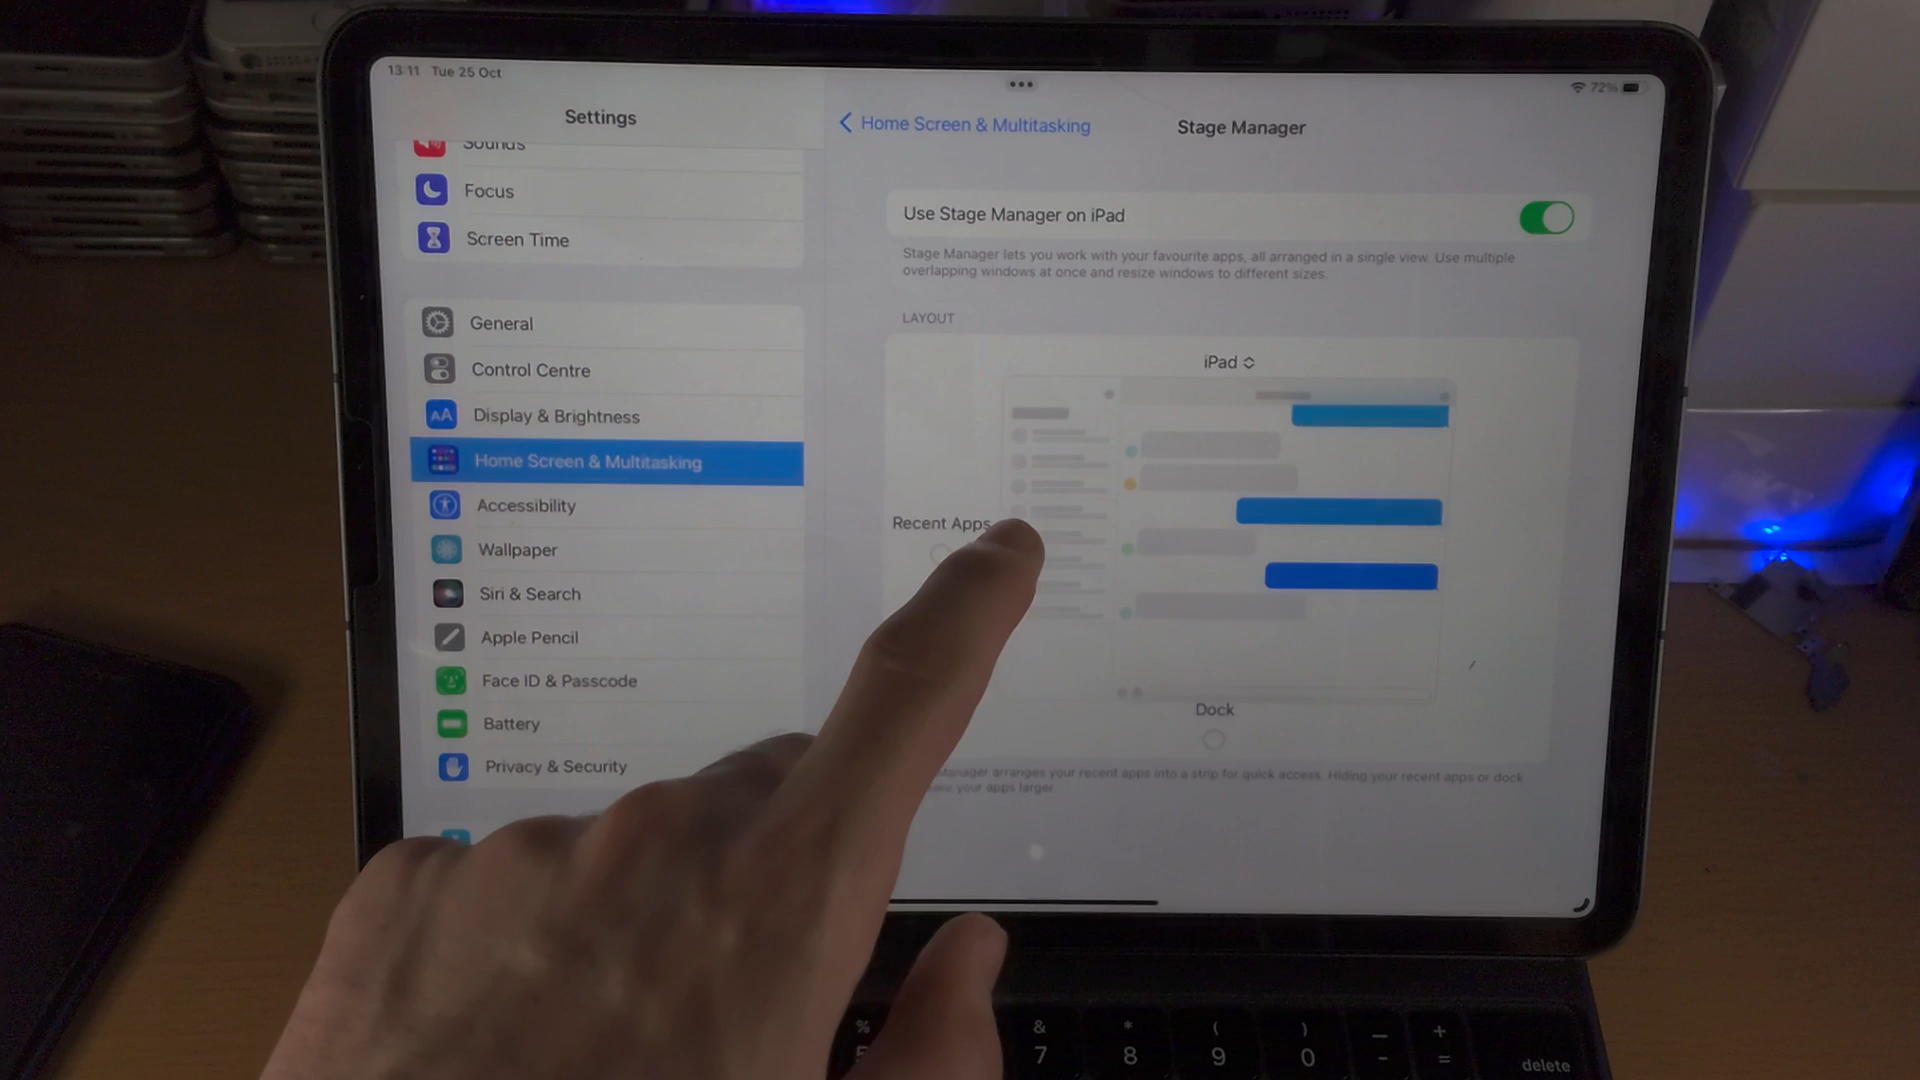 13:11 Tue 25 Oct
72%
Settings
Sounds
Focus
Screen Time
General
Control Centre
Display & Brightness
AA
Home Screen & Multitasking
Accessibility
Wallpaper
Siri & Search
Apple Pencil
Face ID & Passcode
Battery
Privacy & Security
Home Screen & Multitasking
Stage Manager
Use Stage Manager on iPad
Stage Manager lets you work with your favourite apps, all arranged in a single view. Use multiple
overlapping windows at once and resize windows to different sizes.
LAYOUT
iPad
Recent Apps
Dock
Manager arranges your recent apps into a strip for quick access. Hiding your recent apps or dock
your apps larger.
% & * ( ) _ +
7 8 9 0 - = delete